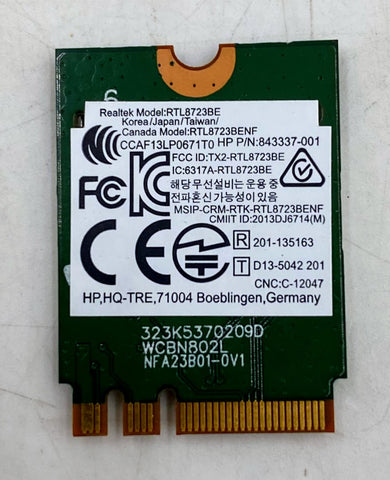 6
Realtek Model:RTL8723BE
Korea/Japan/Taiwan/
Canada Model:RTL8723BENF
CCAF13LP0671T0 HP P/N:843337-001
FCC ID:TX2-RTL8723BE
IC:6317A-RTL8723BE
해당 무선설비는 운용 중
전파혼신 가능성이 있음
MSIP-CRM-RTK-RTL8723BENF
CMIIT ID:2013DJ6714(M)
FC
CE
R 201-135163
T D13-5042 201
CNC:C-12047
HP,HQ-TRE,71004 Boeblingen,Germany
323K5370209D
WCBN802L
NFA23B01-0V1